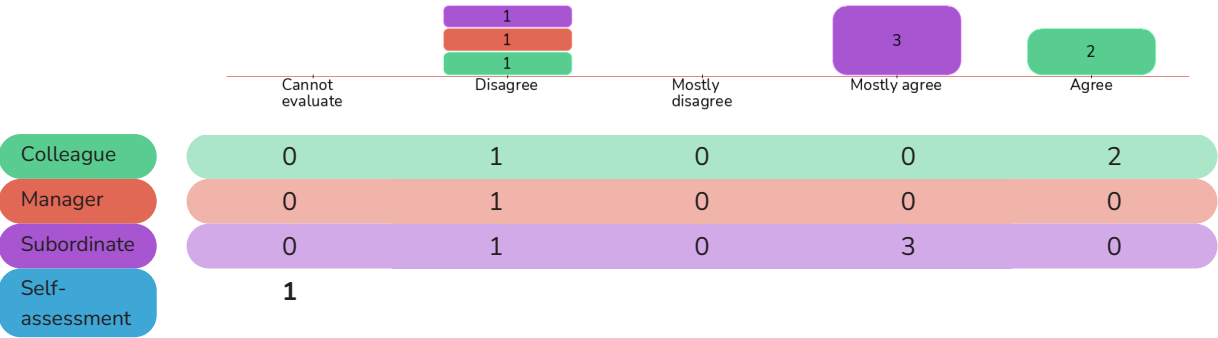 1
1
1
3
2
Cannot
evaluate
Disagree
Mostly
disagree
Mostly agree
Agree
Colleague 0 1 0 0 2
Manager 0 1 0 0 0
Subordinate 0 1 0 3 0
Self-
assessment
1